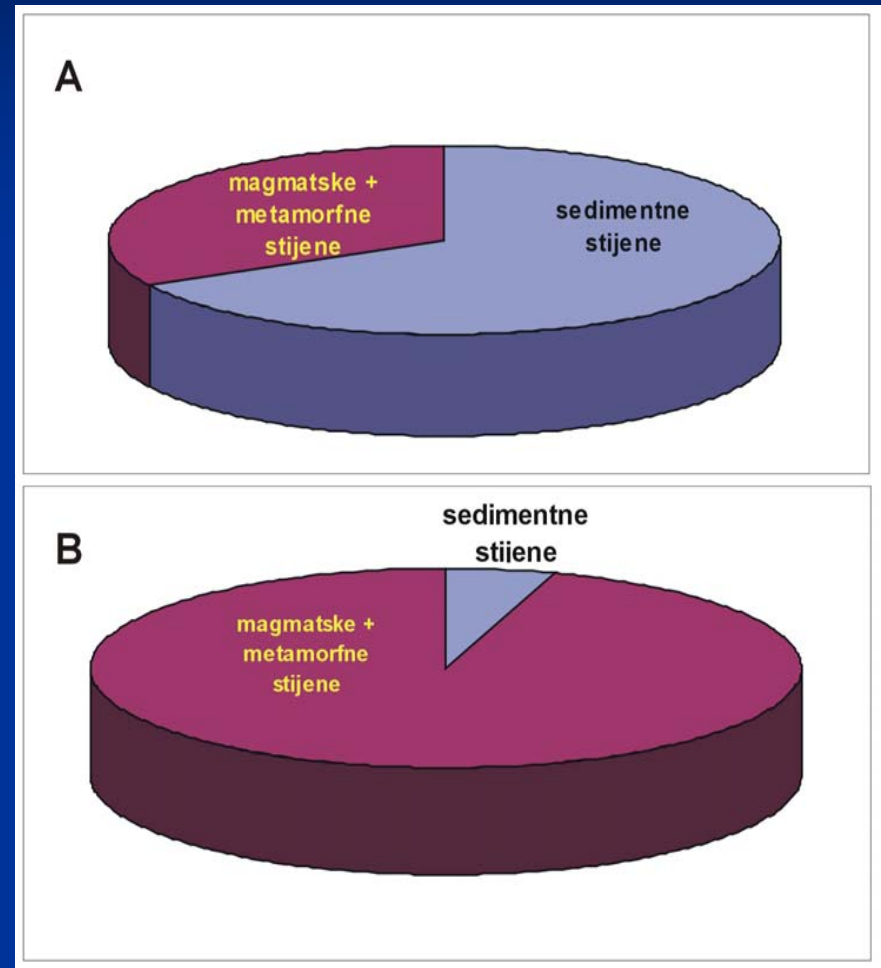 A
magmatske +
metamorfne
stijene
sedimentne
stijene
B
sedimentne
stijene
magmatske +
metamorfne
stijene